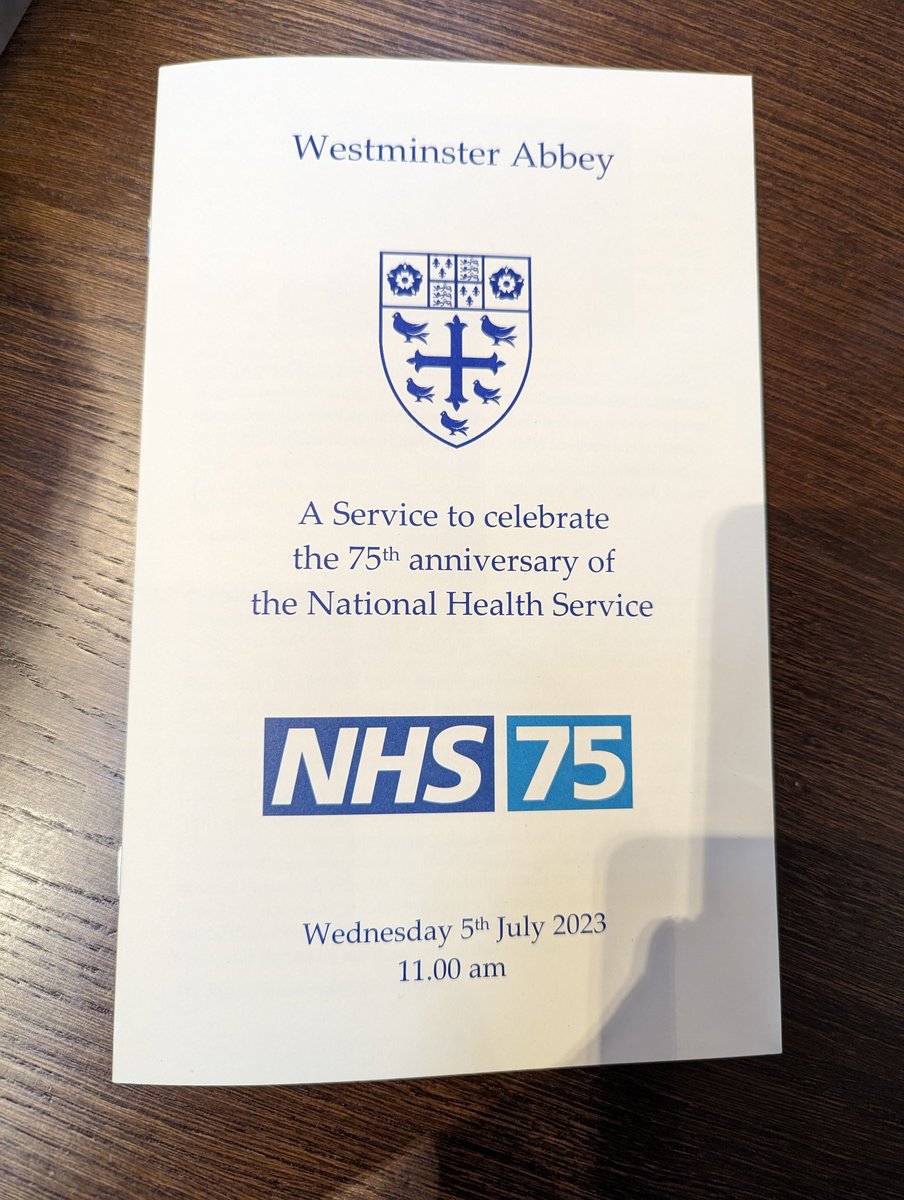 Westminster Abbey
A Service to celebrate
the 75th anniversary of
the National Health Service
NHS 75
Wednesday 5th July 2023
11.00 am